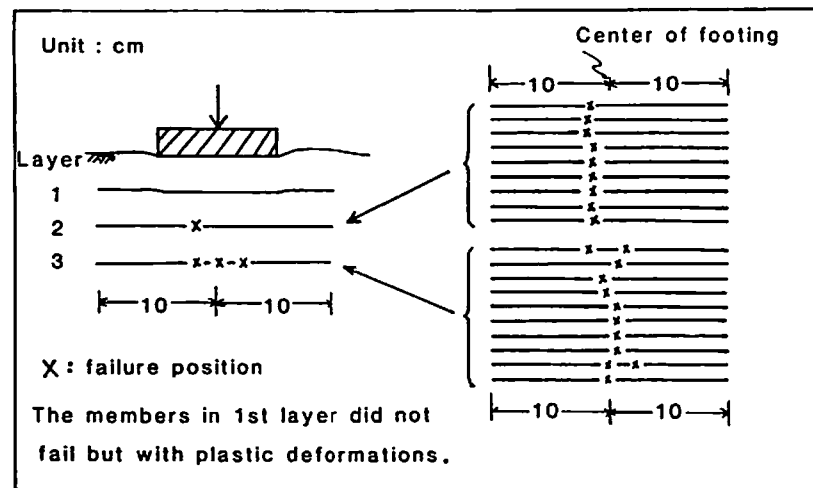 Unit : cm
Center of footing
10 10
Layer
1
2 x
3 x-x-x
10 10
x
x
x
x
x
x
x
x
x
x x
x
x
x
x
x
x
x
x x
x
X : failure position
10 10
The members in 1st layer did not
fail but with plastic deformations.